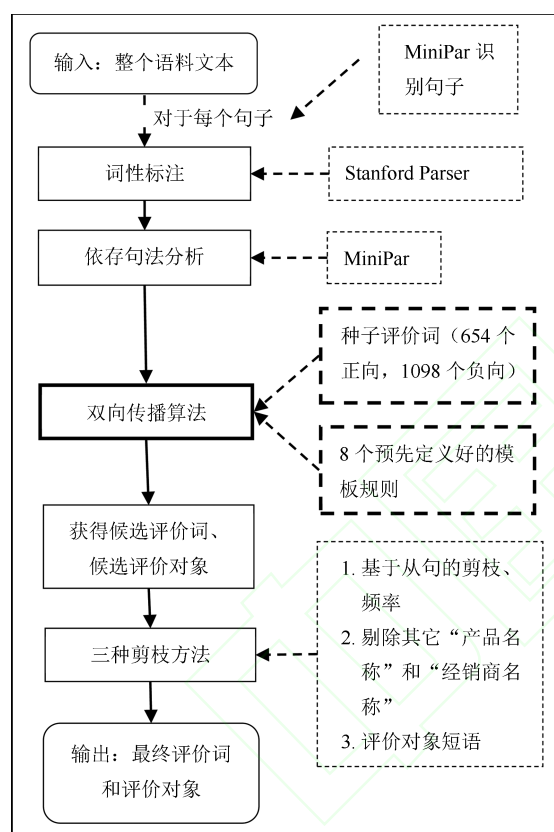 输入：整个语料文本
MiniPar 识
别句子
对于每个句子
词性标注
Stanford Parser
依存句法分析
MiniPar
种子评价词（654 个
正向，1098 个负向）
双向传播算法
8 个预先定义好的模
板规则
获得候选评价词、
候选评价对象
1. 基于从句的剪枝、
频率
2. 剔除其它“产品名
称”和“经销商名
称”
3. 评价对象短语
三种剪枝方法
输出：最终评价词
和评价对象